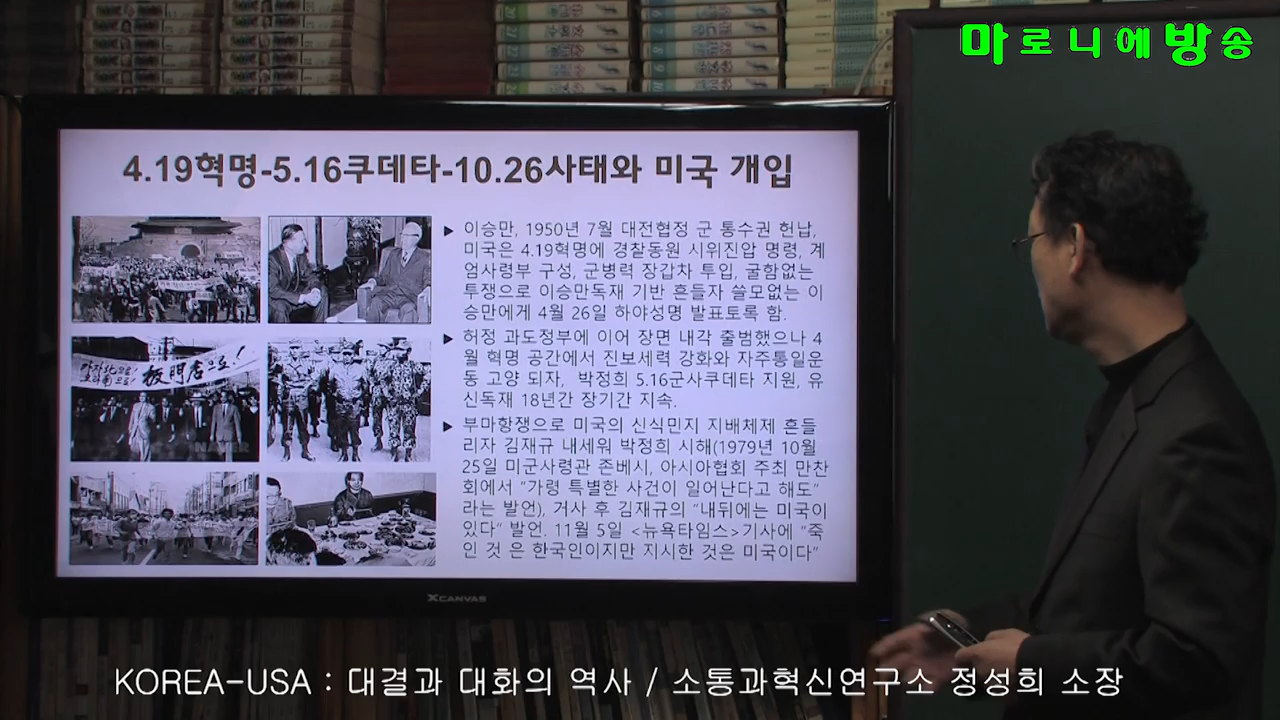 마로니에방송
4.19혁명-5.16쿠데타-10.26사태와 미국 개입
▶ 이승만, 1950년 7월 대전협정 군 통수권 헌납,
미국은 4.19혁명에 경찰동원 시위진압 명령, 계
엄사령부 구성, 군병력 장갑차 투입, 굴함없는
투쟁으로 이승만독재 기반 흔들자 쓸모없는 이
승만에게 4월 26일 하야성명 발표토록 함.
▶ 허정 과도정부에 이어 장면 내각 출범했으나 4
월 혁명 공간에서 진보세력 강화와 자주통일운
동 고양 되자, 박정희 5.16군사쿠데타 지원, 유
신독재 18년간 장기간 지속.
▶ 부마항쟁으로 미국의 신식민지 지배체제 흔들
리자 김재규 내세워 박정희 시해(1979년 10월
25일 미군사령관 존베시, 아시아협회 주최 만찬
회에서 "가령 특별한 사건이 일어난다고 해도"
라는 발언), 거사 후 김재규의 "내뒤에는 미국이
있다" 발언. 11월 5일 <뉴욕타임스>기사에 "죽
인 것 은 한국인이지만 지시한 것은 미국이다"
板門店으로!
NAVER
XCANVAS
KOREA-USA : 대결과 대화의 역사 / 소통과혁신연구소 정성희 소장